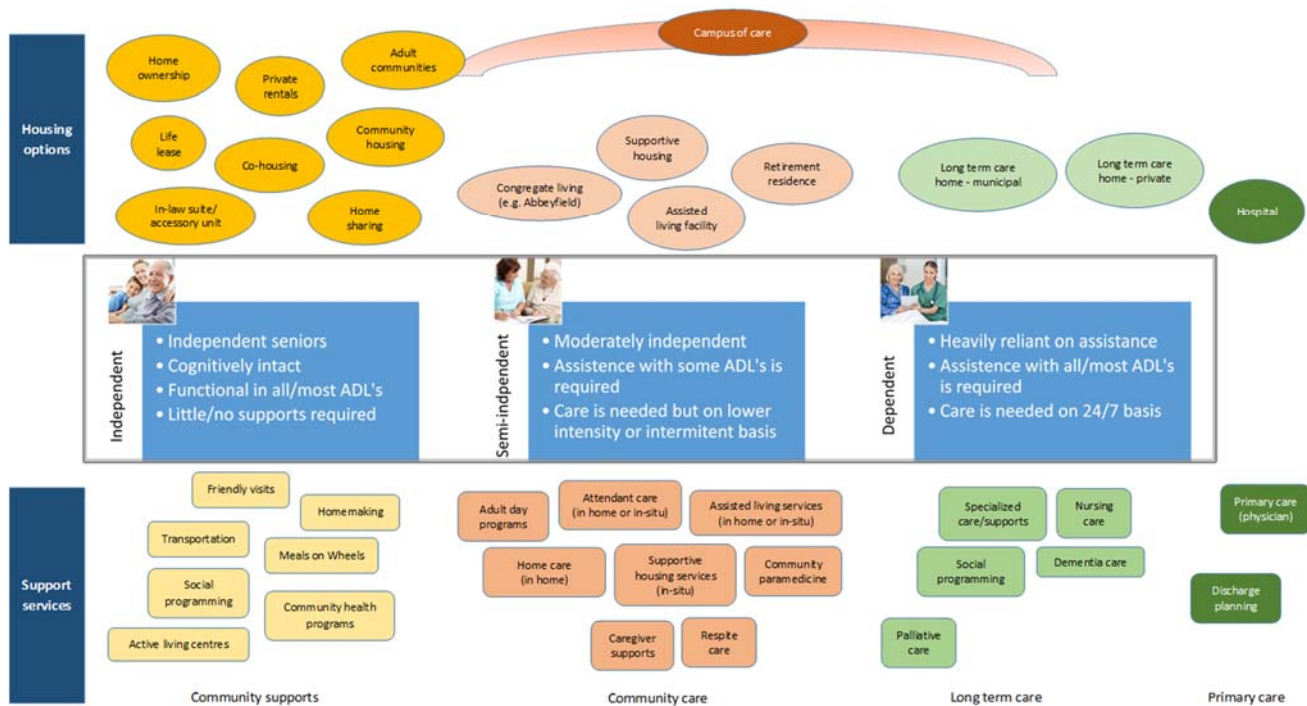 Campus of care
Home
ownership
Private
rentals
Adult
communities
Housing
options
Life
lease
Co-housing
Community
housing
In-law suite/
accessory unit
Home
sharing
Supportive
housing
Congregate living
(e.g. Abbeyfield)
Retirement
residence
Assisted
living facility
Long term care
home - municipal
Long term care
home - private
Hospital
Independent
• Independent seniors
• Cognitively intact
• Functional in all/most ADL's
• Little/no supports required
Semi-indpendent
• Moderately independent
• Assistence with some ADL's is
required
• Care is needed but on lower
intensity or intermitent basis
Dependent
• Heavily reliant on assistance
• Assistence with all/most ADL's
is required
• Care is needed on 24/7 basis
Support
services
Friendly visits
Homemaking
Transportation
Meals on Wheels
Social
programming
Community health
programs
Active living centres
Community supports
Adult day
programs
Attendant care
(in home or in-situ)
Assisted living services
(in home or in-situ)
Home care
(in home)
Supportive
housing services
(in-situ)
Community
paramedicine
Caregiver
supports
Respite
care
Community care
Specialized
care/supports
Nursing
care
Social
programming
Dementia care
Palliative
care
Long term care
Primary care
(physician)
Discharge
planning
Primary care